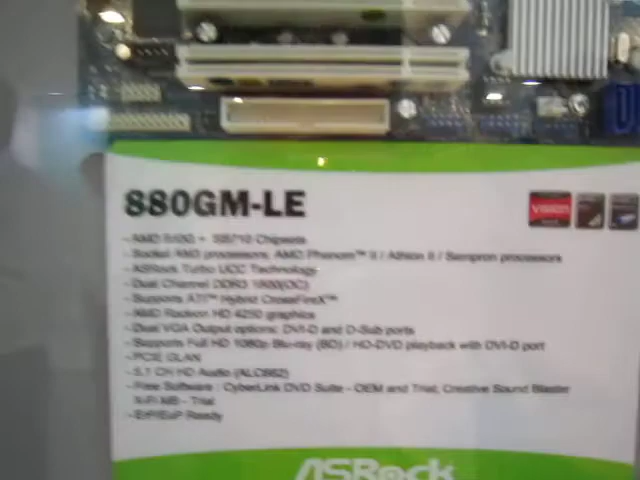 880GM-LE
VISION
- AMD 880G + SB710 Chipsets
- Socket AM3 processors: AMD Phenom™ II / Athlon II / Sempron processors
- ASRock Turbo UCC Technology
- Dual Channel DDR3 1800(OC)
- Supports ATI™ Hybrid CrossFireX™
- AMD Radeon HD 4250 graphics
- Dual VGA Output options: DVI-D and D-Sub ports
- Supports Full HD 1080p Blu-ray (BD) / HD-DVD playback with DVI-D port
- PCIE GLAN
- 5.1 CH HD Audio (ALC662)
- Free Software : CyberLink DVD Suite - OEM and Trial, Creative Sound Blaster
X-Fi MB - Trial
- ErP/EuP Ready
ASRock